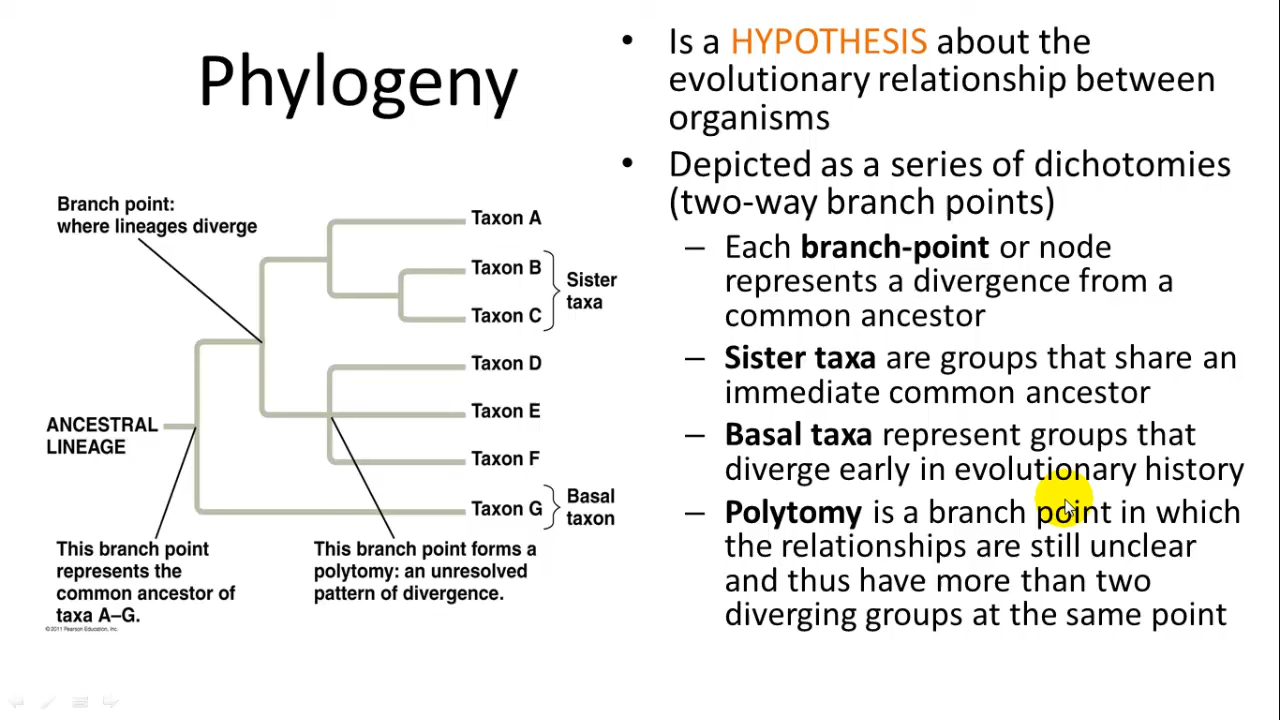 Phylogeny
Branch point:
where lineages diverge
Taxon A
Taxon B
Taxon C
Sister
taxa
Taxon D
Taxon E
Taxon F
Taxon G
Basal
taxon
ANCESTRAL
LINEAGE
This branch point
represents the
common ancestor of
taxa A–G.
This branch point forms a
polytomy: an unresolved
pattern of divergence.
©2011 Pearson Education, Inc.
• Is a HYPOTHESIS about the
evolutionary relationship between
organisms
• Depicted as a series of dichotomies
(two-way branch points)
– Each branch-point or node
represents a divergence from a
common ancestor
– Sister taxa are groups that share an
immediate common ancestor
– Basal taxa represent groups that
diverge early in evolutionary history
– Polytomy is a branch point in which
the relationships are still unclear
and thus have more than two
diverging groups at the same point